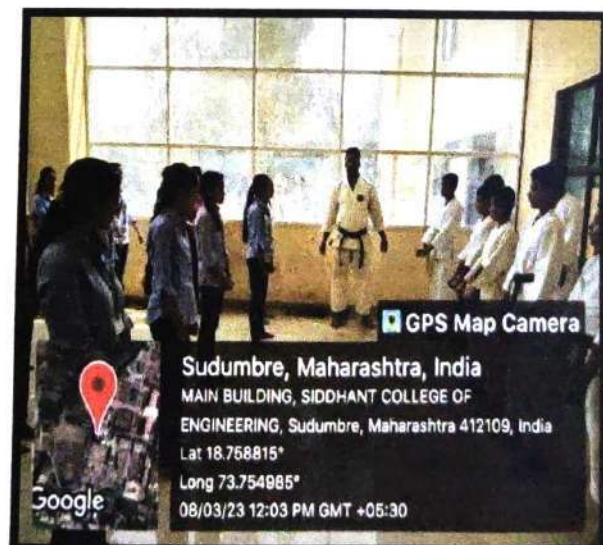 GPS Map Camera
Sudumbre, Maharashtra, India
MAIN BUILDING, SIDDHANT COLLEGE OF
ENGINEERING, Sudumbre, Maharashtra 412109, India
Lat 18.758815°
Long 73.754985°
08/03/23 12:03 PM GMT +05:30
Google